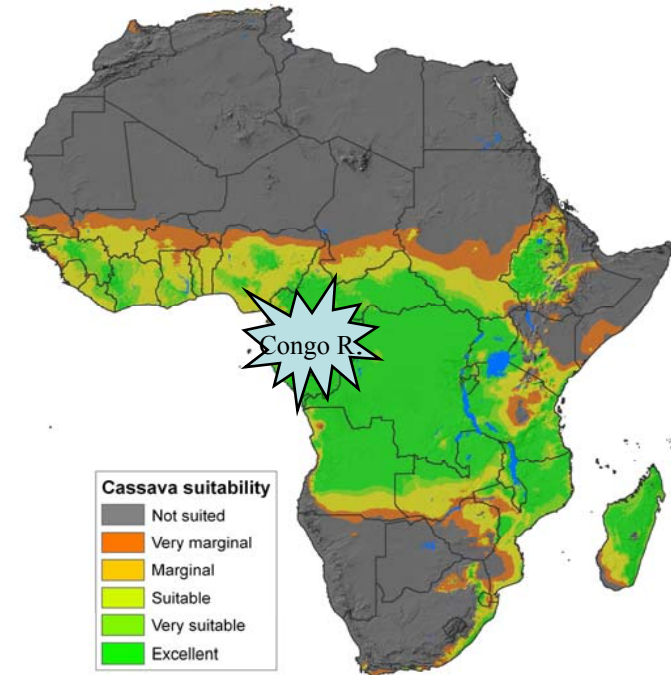 Congo R.
Cassava suitability
Not suited
Very marginal
Marginal
Suitable
Very suitable
Excellent